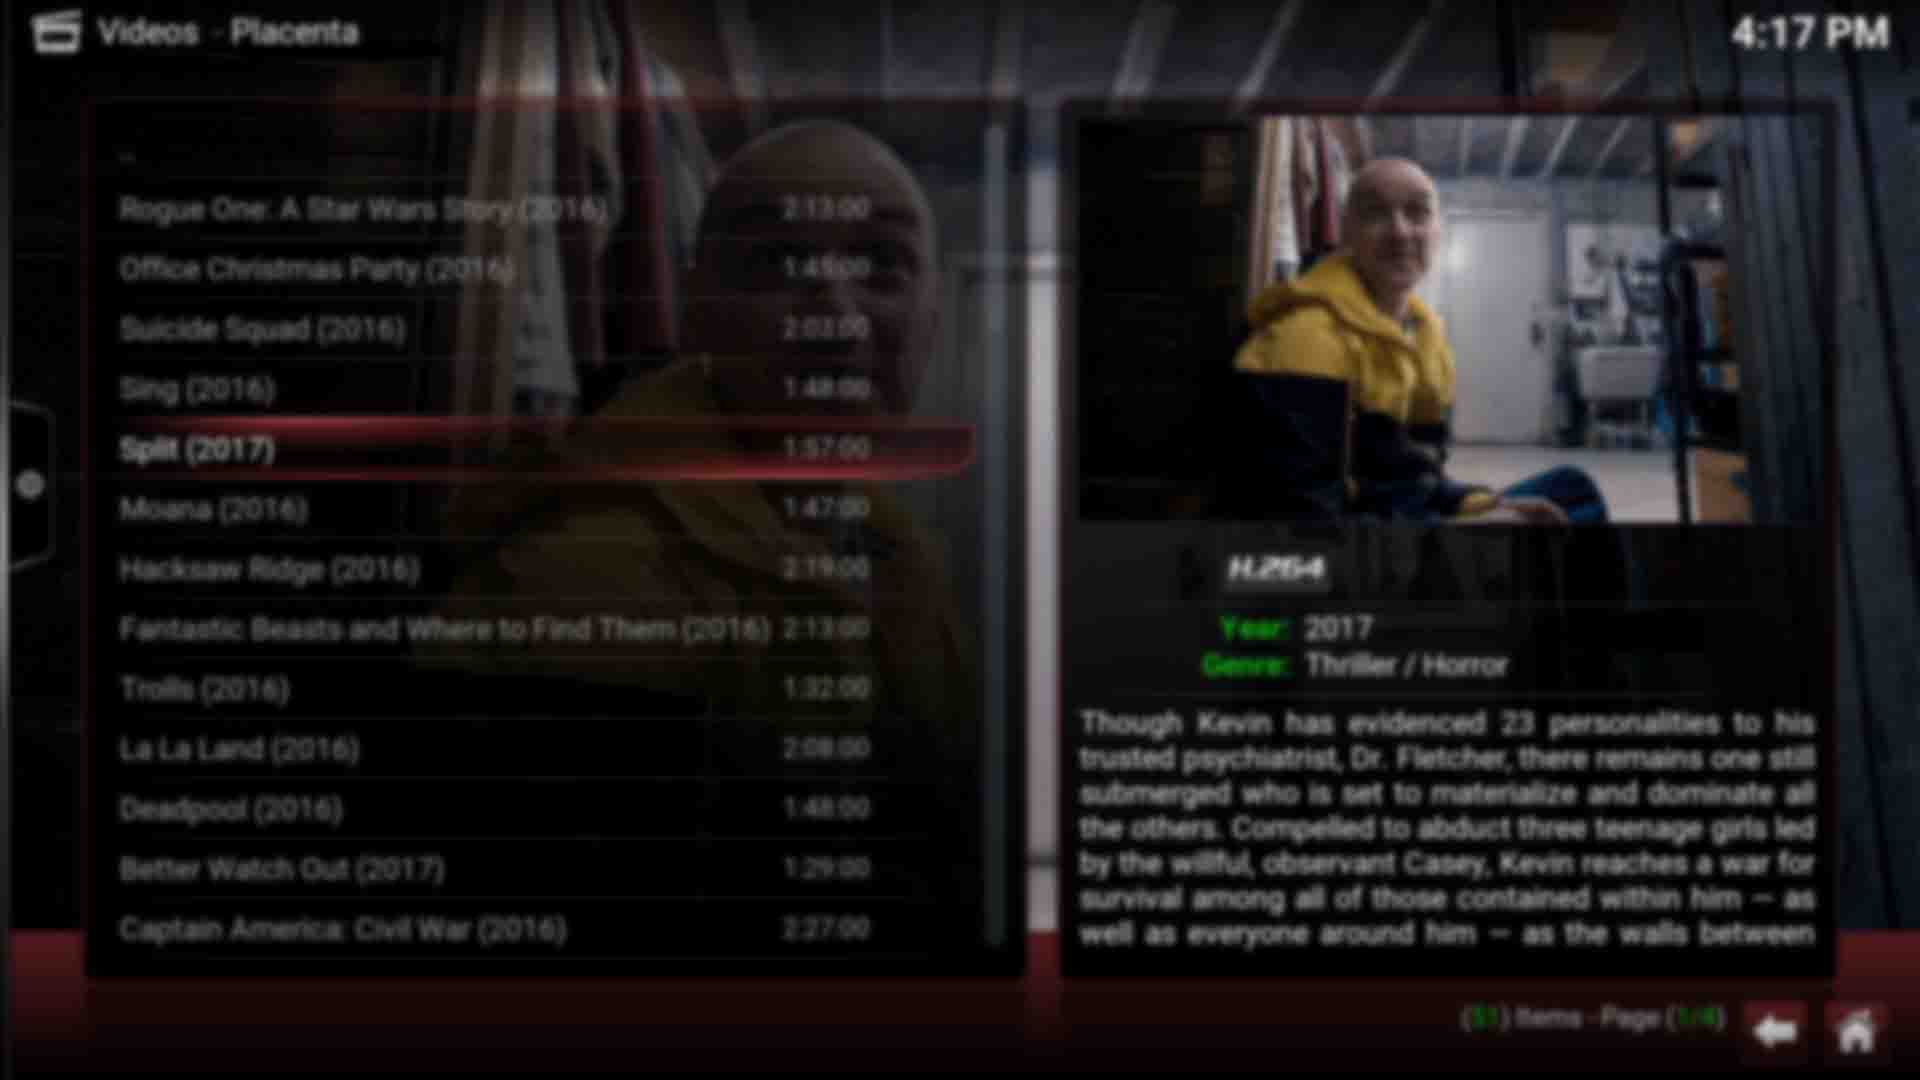 Videos - Placenta
4:17 PM
..
Rogue One: A Star Wars Story (2016) 2:13:00
Office Christmas Party (2016) 1:45:00
Suicide Squad (2016) 2:03:00
Sing (2016) 1:48:00
Split (2017) 1:57:00
Moana (2016) 1:47:00
Hacksaw Ridge (2016) 2:19:00
Fantastic Beasts and Where to Find Them (2016) 2:13:00
Trolls (2016) 1:32:00
La La Land (2016) 2:08:00
Deadpool (2016) 1:48:00
Better Watch Out (2017) 1:29:00
Captain America: Civil War (2016) 2:27:00
H.264
Year: 2017
Genre: Thriller / Horror
Though Kevin has evidenced 23 personalities to his
trusted psychiatrist, Dr. Fletcher, there remains one still
submerged who is set to materialize and dominate all
the others. Compelled to abduct three teenage girls led
by the willful, observant Casey, Kevin reaches a war for
survival among all of those contained within him — as
well as everyone around him — as the walls between
(51) Items - Page (1/4)